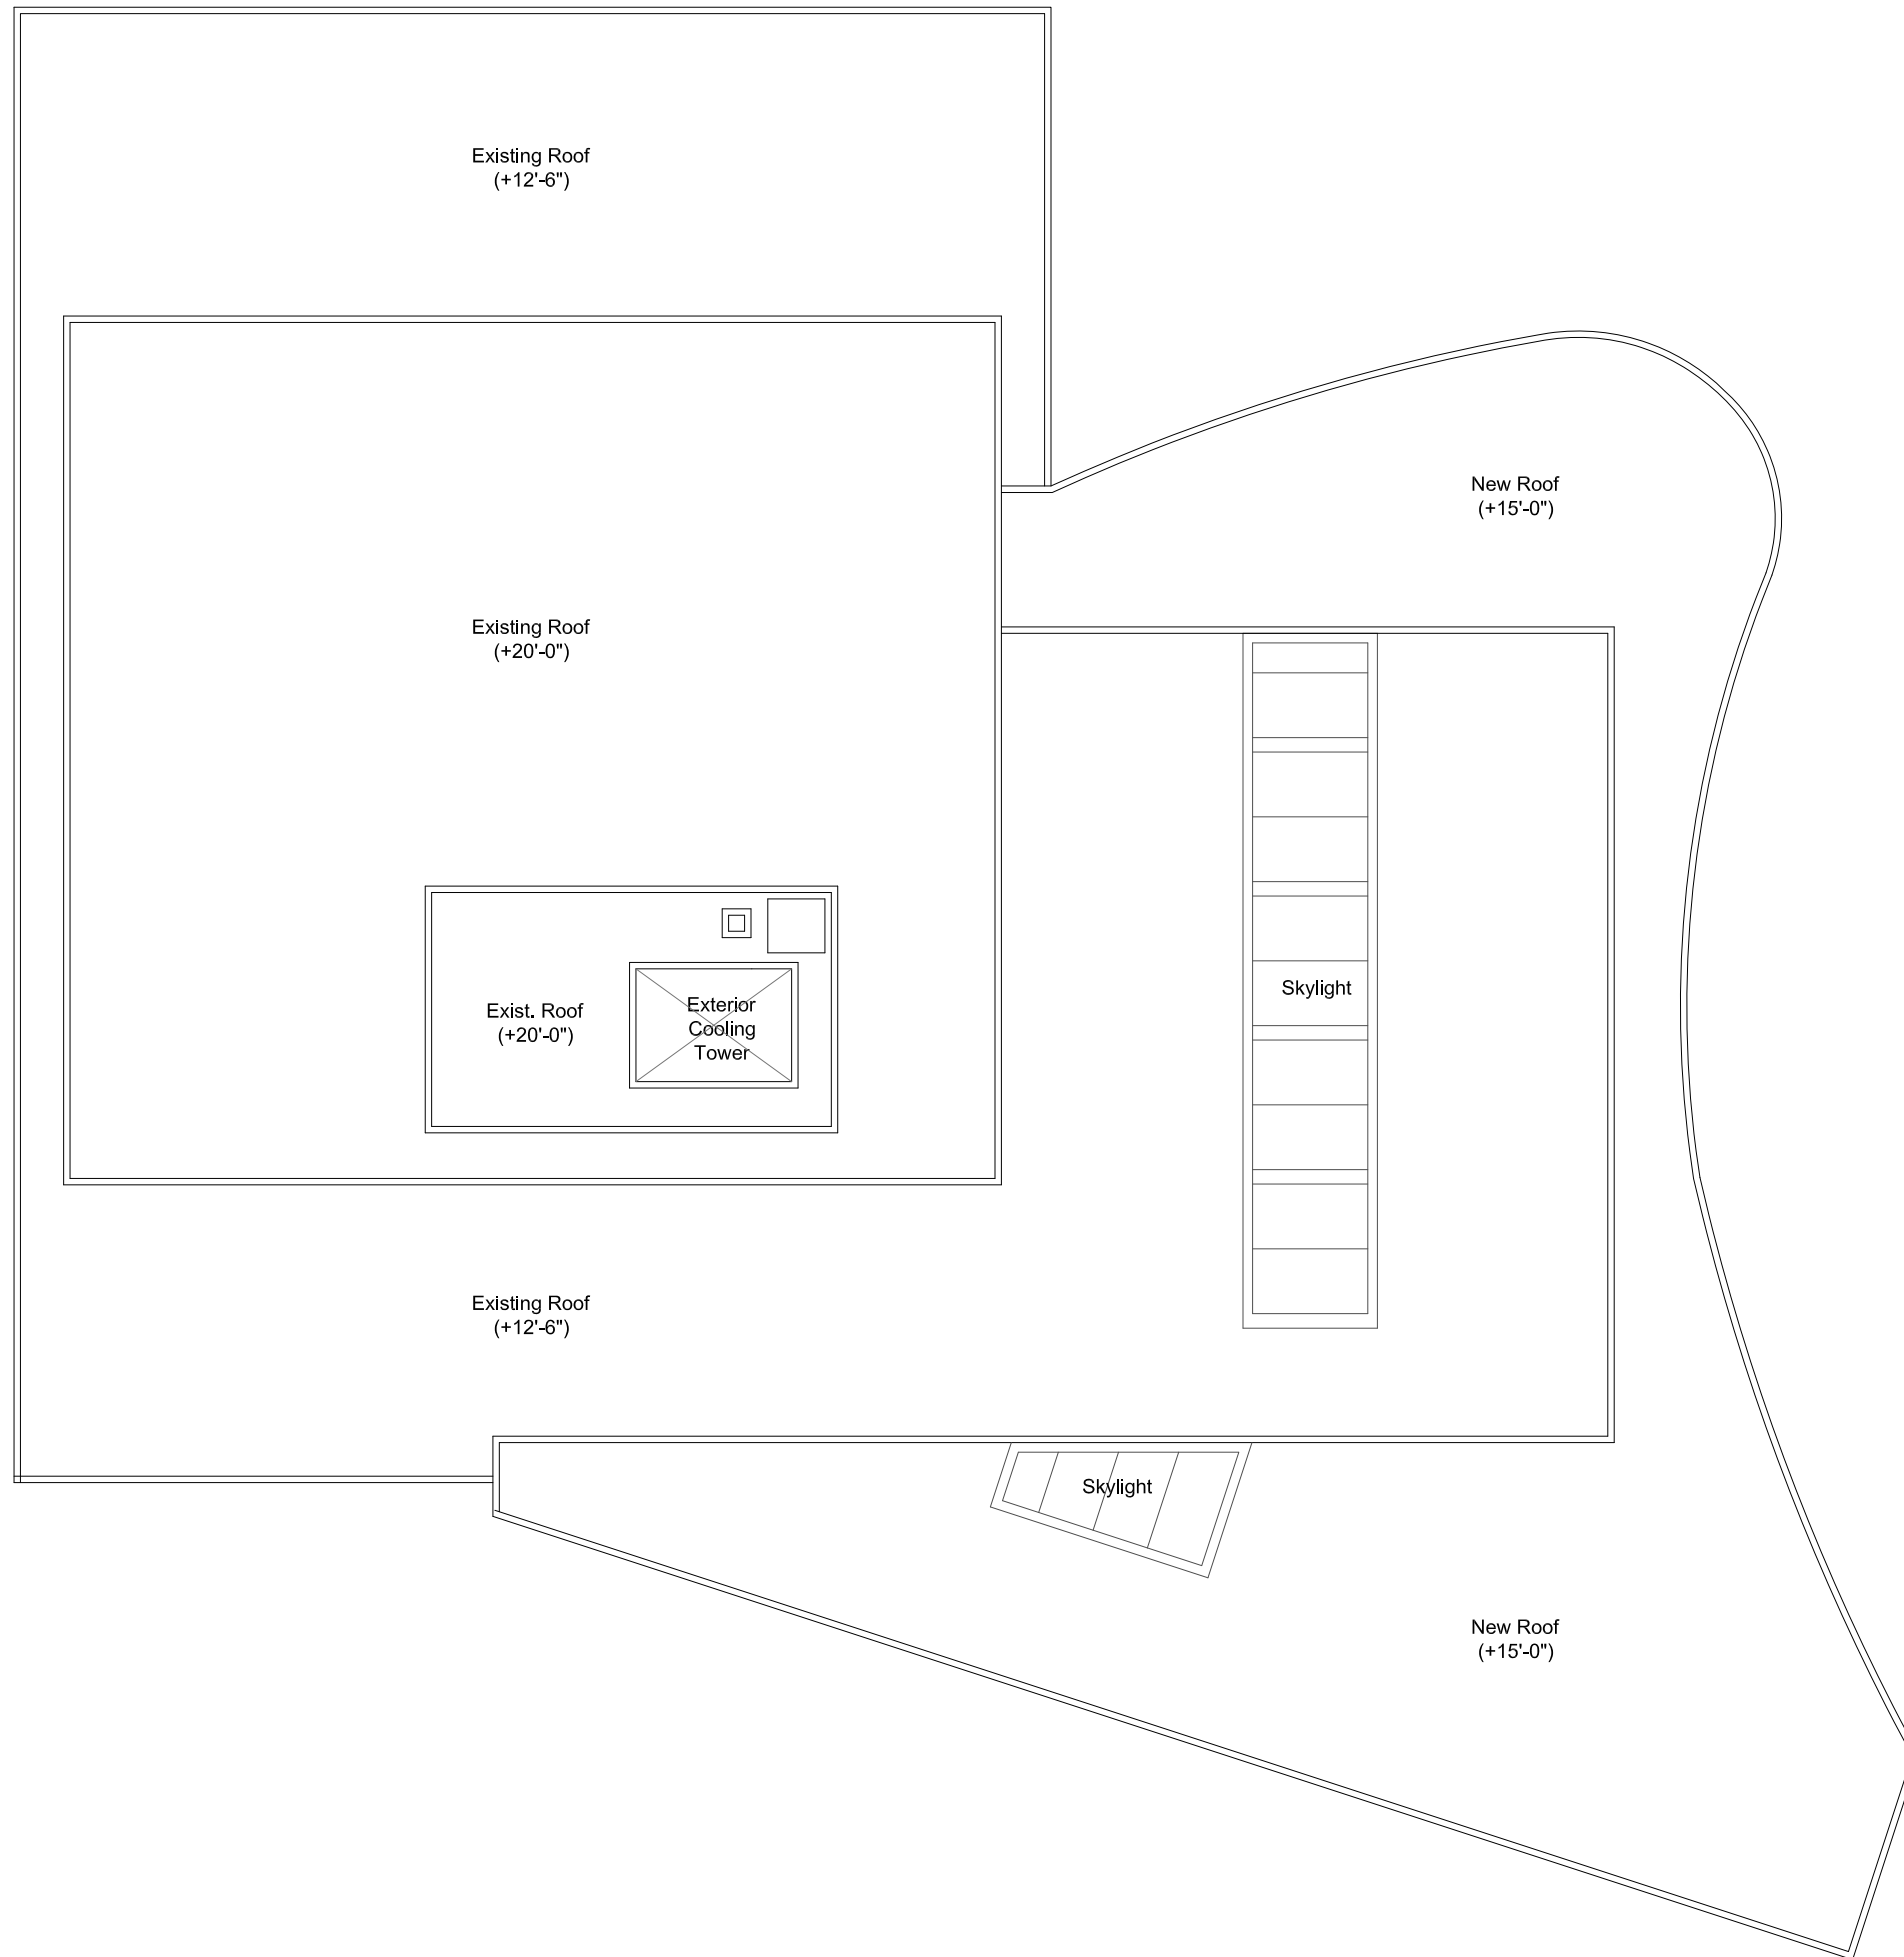 Existing Roof
(+12'-6")
New Roof
(+15'-0")
Existing Roof
(+20'-0")
Skylight
Exist. Roof
(+20'-0")
Exterior
Cooling
Tower
Existing Roof
(+12'-6")
Skylight
New Roof
(+15'-0")